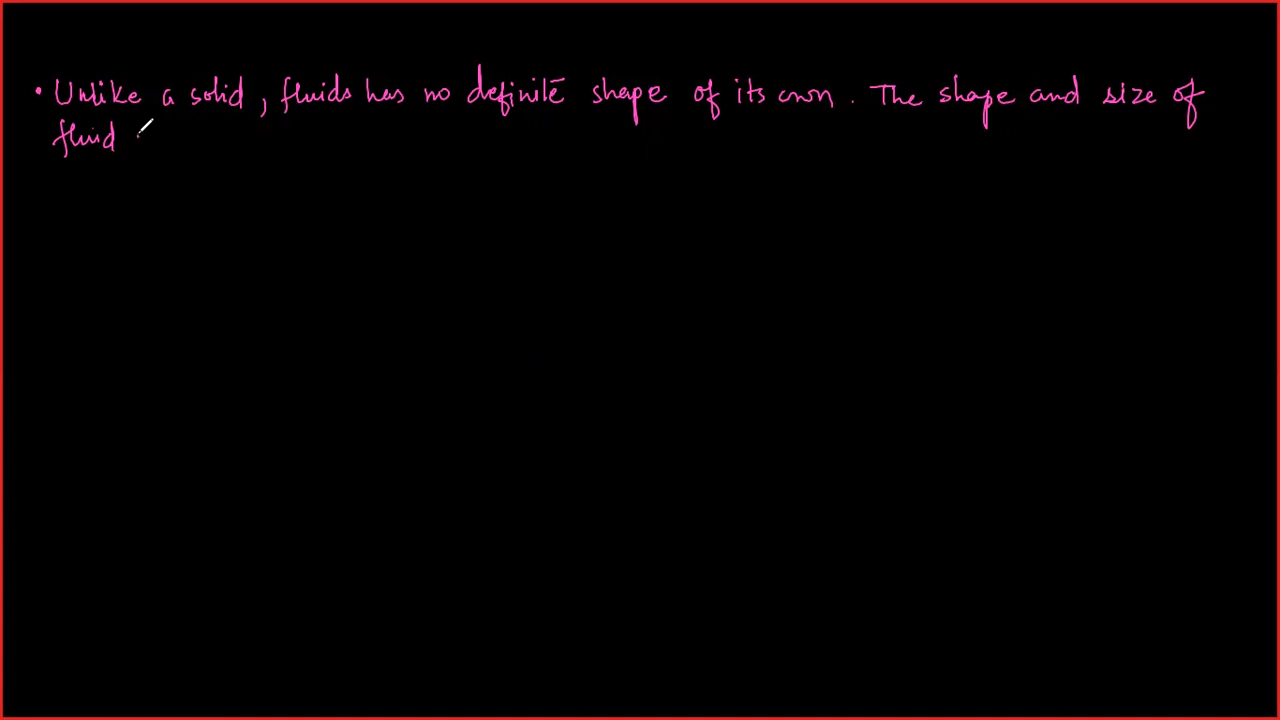 • Unlike a solid, fluids has no definite shape of its own. The shape and size of
fluid